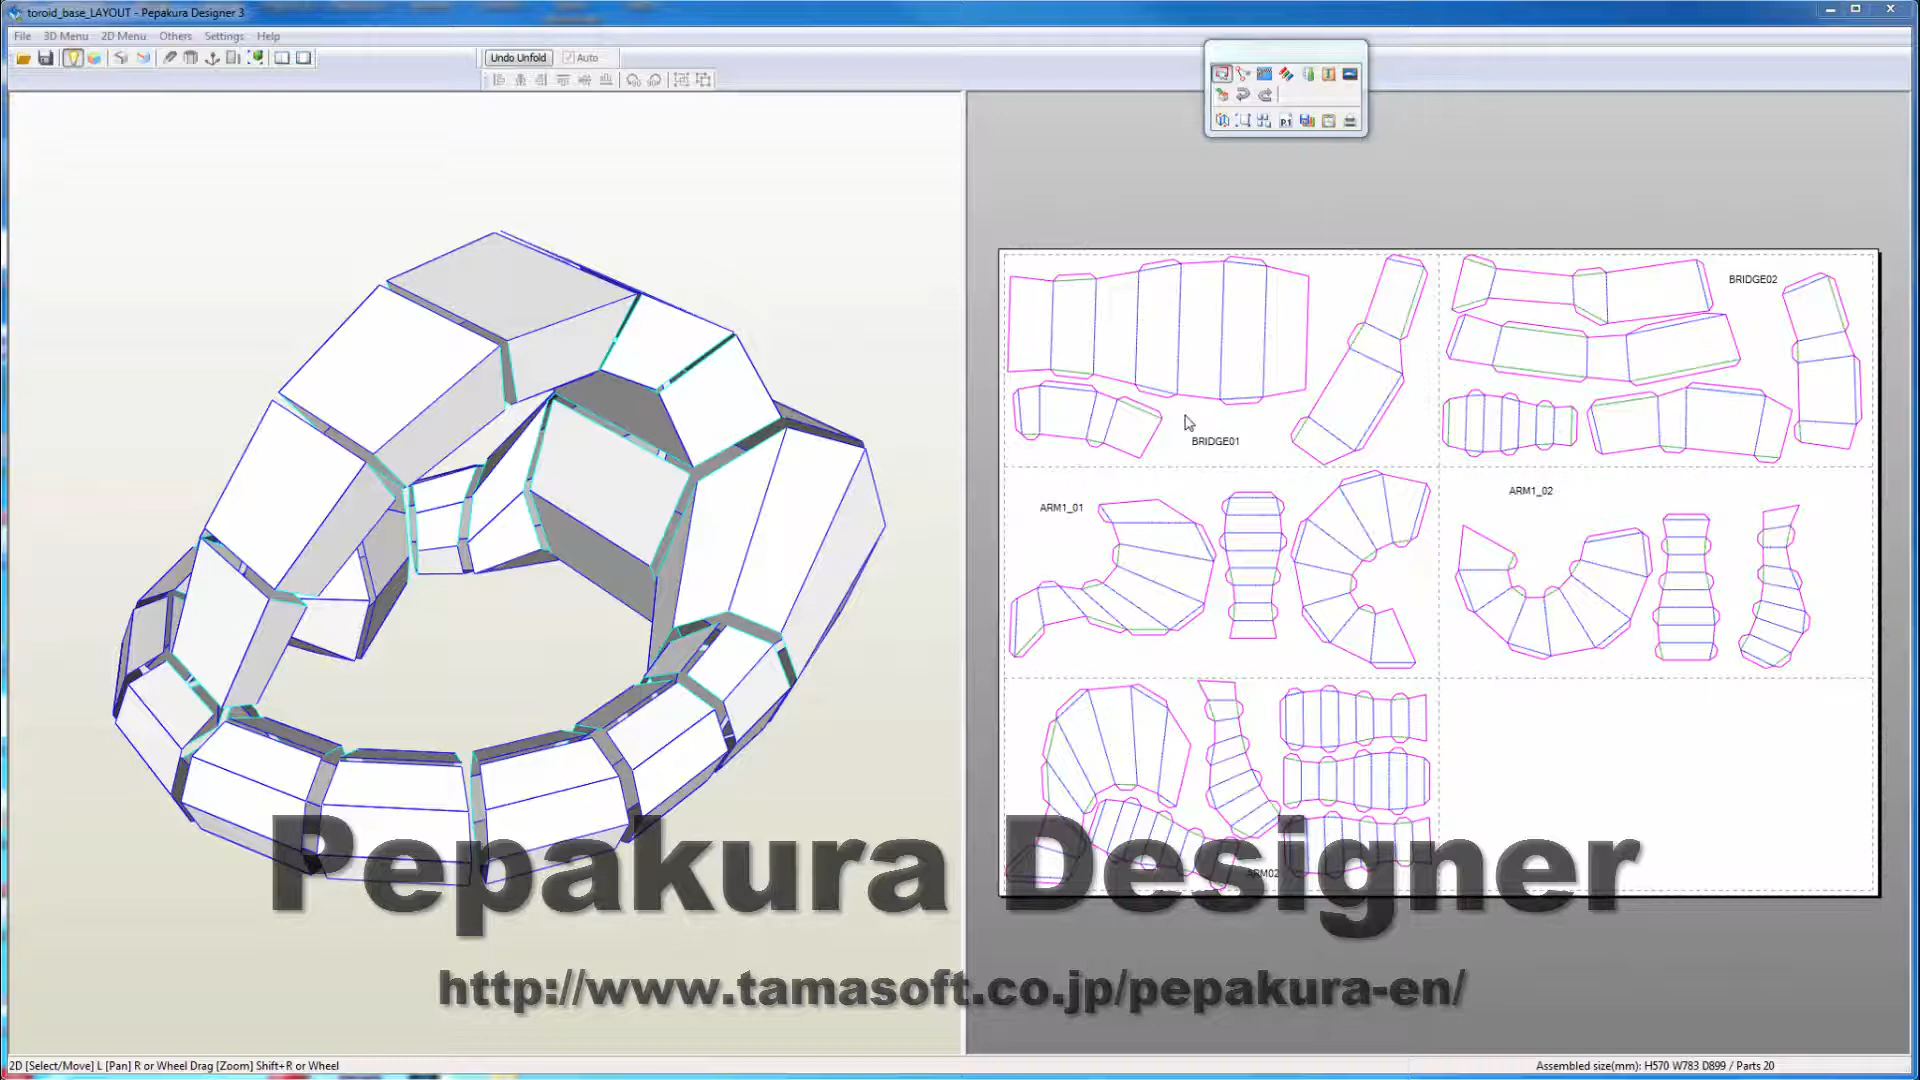 toroid_base_LAYOUT - Pepakura Designer 3
File 3D Menu 2D Menu Others Settings Help
Undo Unfold Auto
P.1
BRIDGE02
BRIDGE01
ARM1_01
ARM1_02
ARM02
Pepakura Designer
http://www.tamasoft.co.jp/pepakura-en/
2D [Select/Move] L [Pan] R or Wheel Drag [Zoom] Shift+R or Wheel
Assembled size(mm): H570 W783 D899 / Parts 20